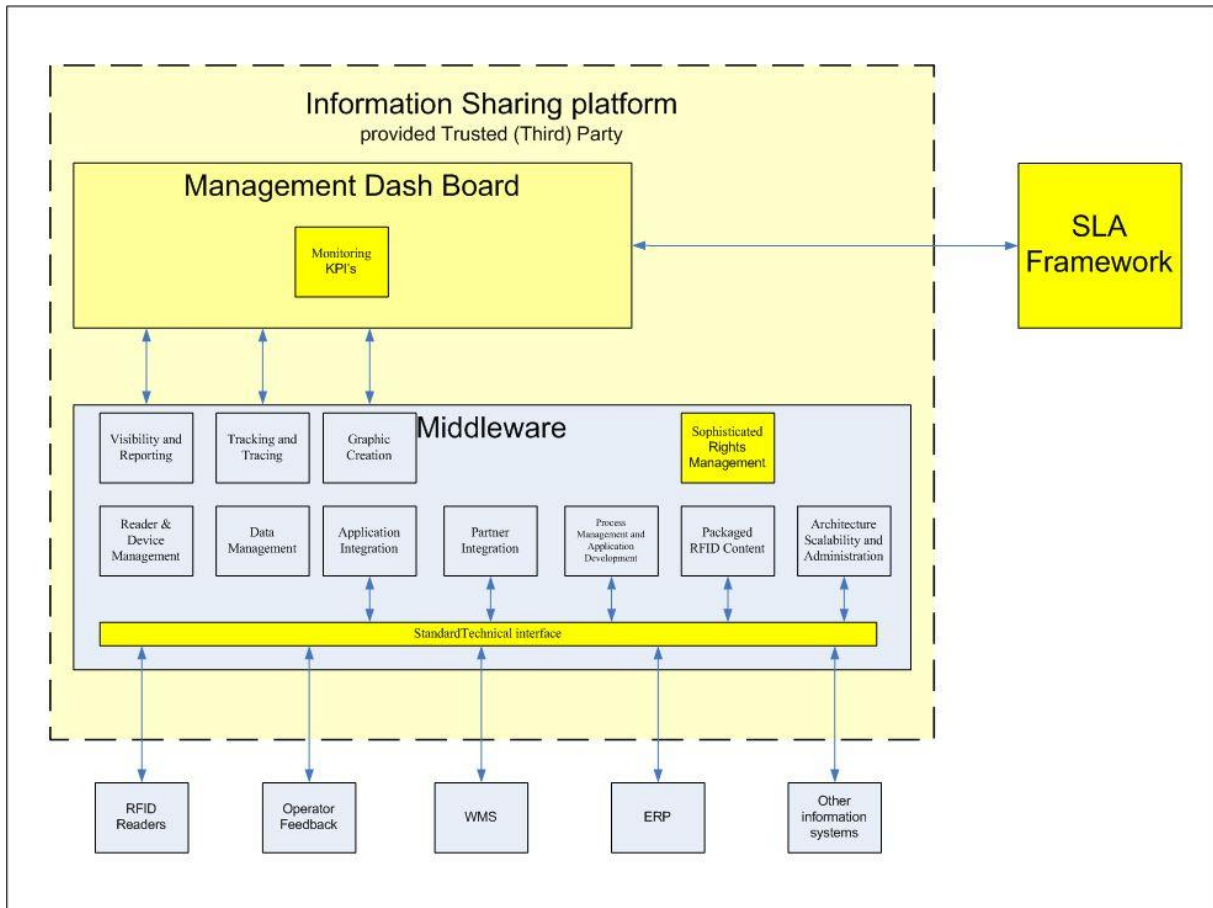 Information Sharing platform
provided Trusted (Third) Party
Management Dash Board
Monitoring
KPI's
SLA
Framework
Middleware
Visibility and
Reporting
Tracking and
Tracing
Graphic
Creation
Sophisticated
Rights
Management
Reader &
Device
Management
Data
Management
Application
Integration
Partner
Integration
Process
Management and
Application
Development
Packaged
RFID Content
Architecture
Scalability and
Administration
StandardTechnical interface
RFID
Readers
Operator
Feedback
WMS
ERP
Other
information
systems